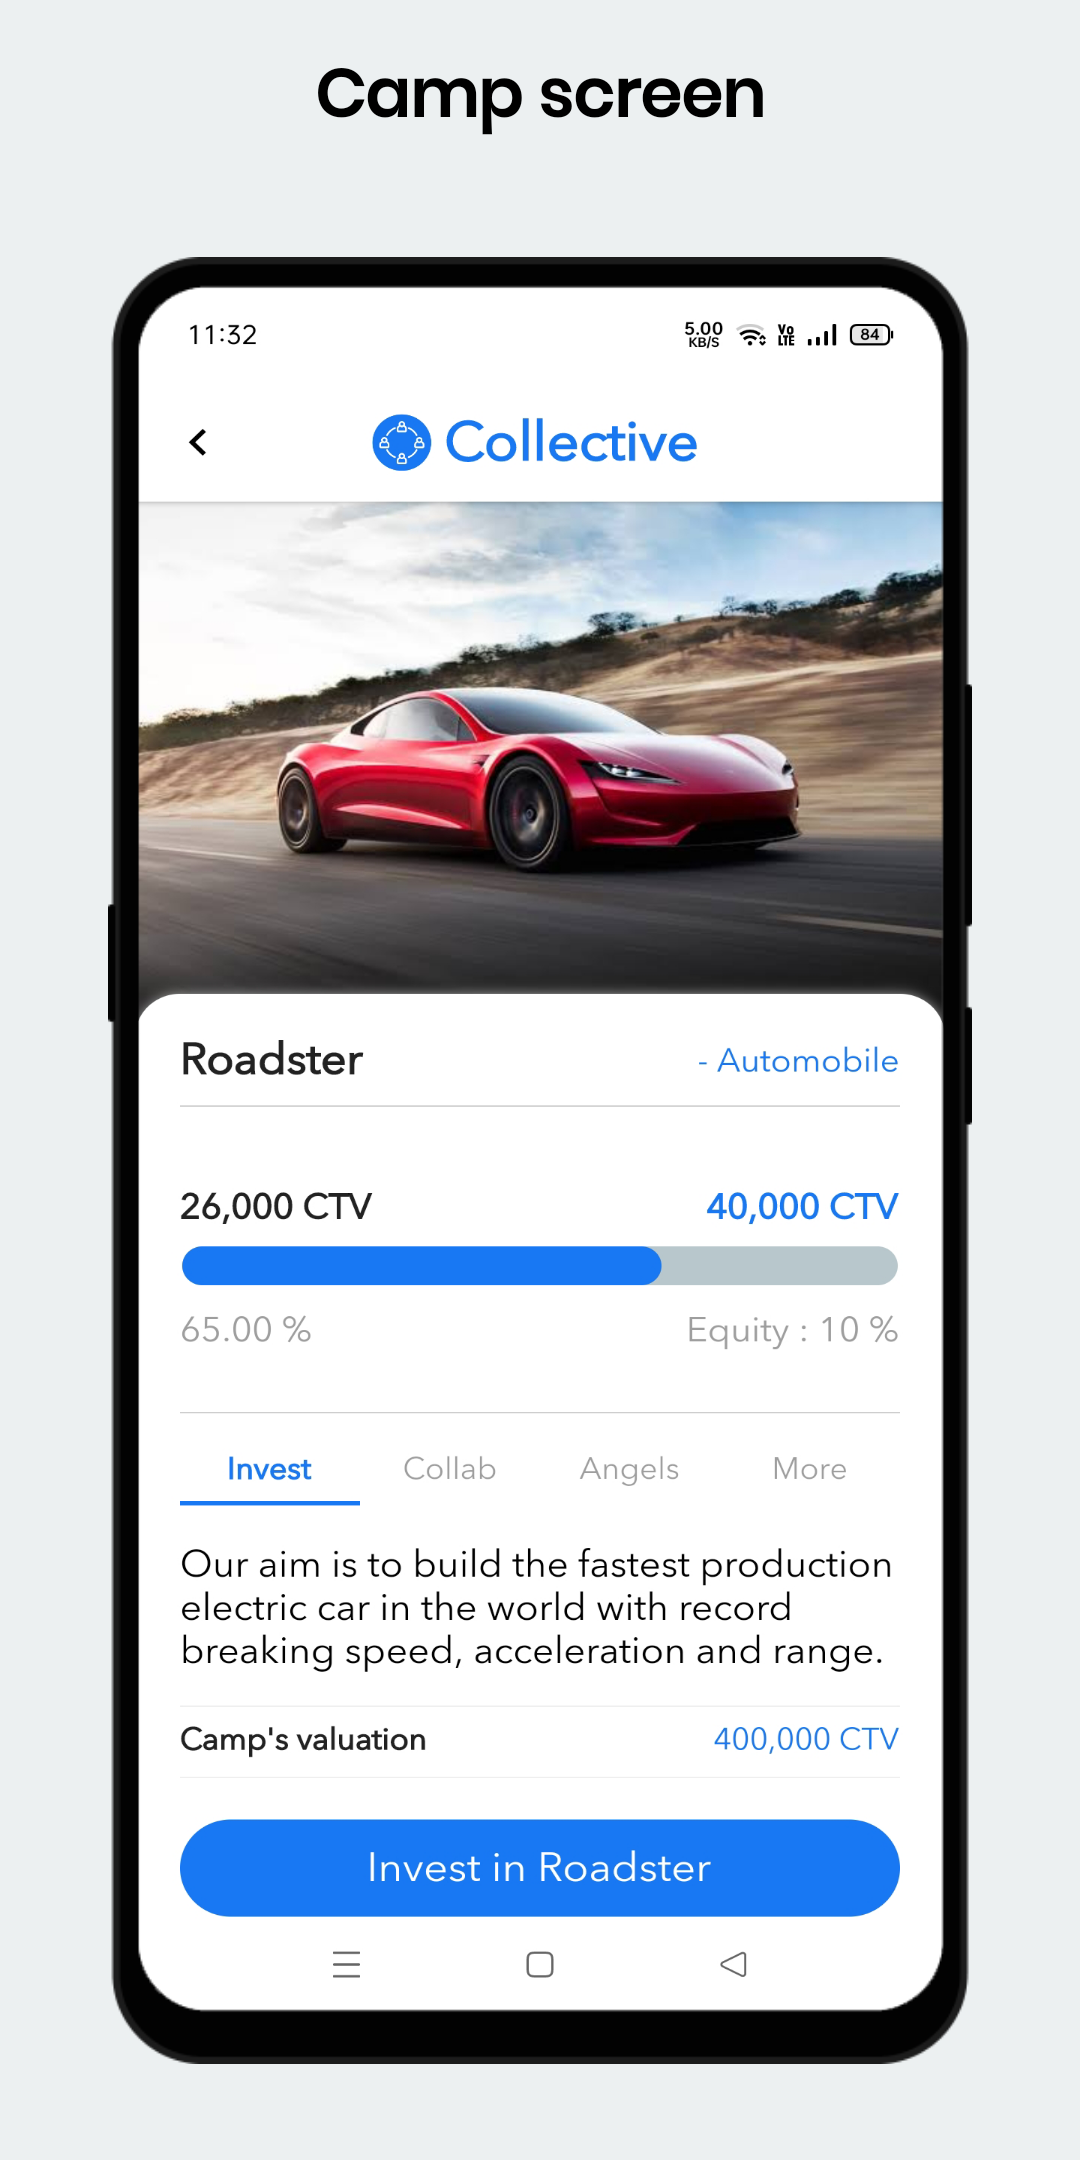 Camp screen
11:32
5.00
KB/S
Vo
LTE
84
Collective
Roadster
- Automobile
26,000 CTV
40,000 CTV
65.00 %
Equity : 10 %
Invest
Collab
Angels
More
Our aim is to build the fastest production
electric car in the world with record
breaking speed, acceleration and range.
Camp's valuation
400,000 CTV
Invest in Roadster